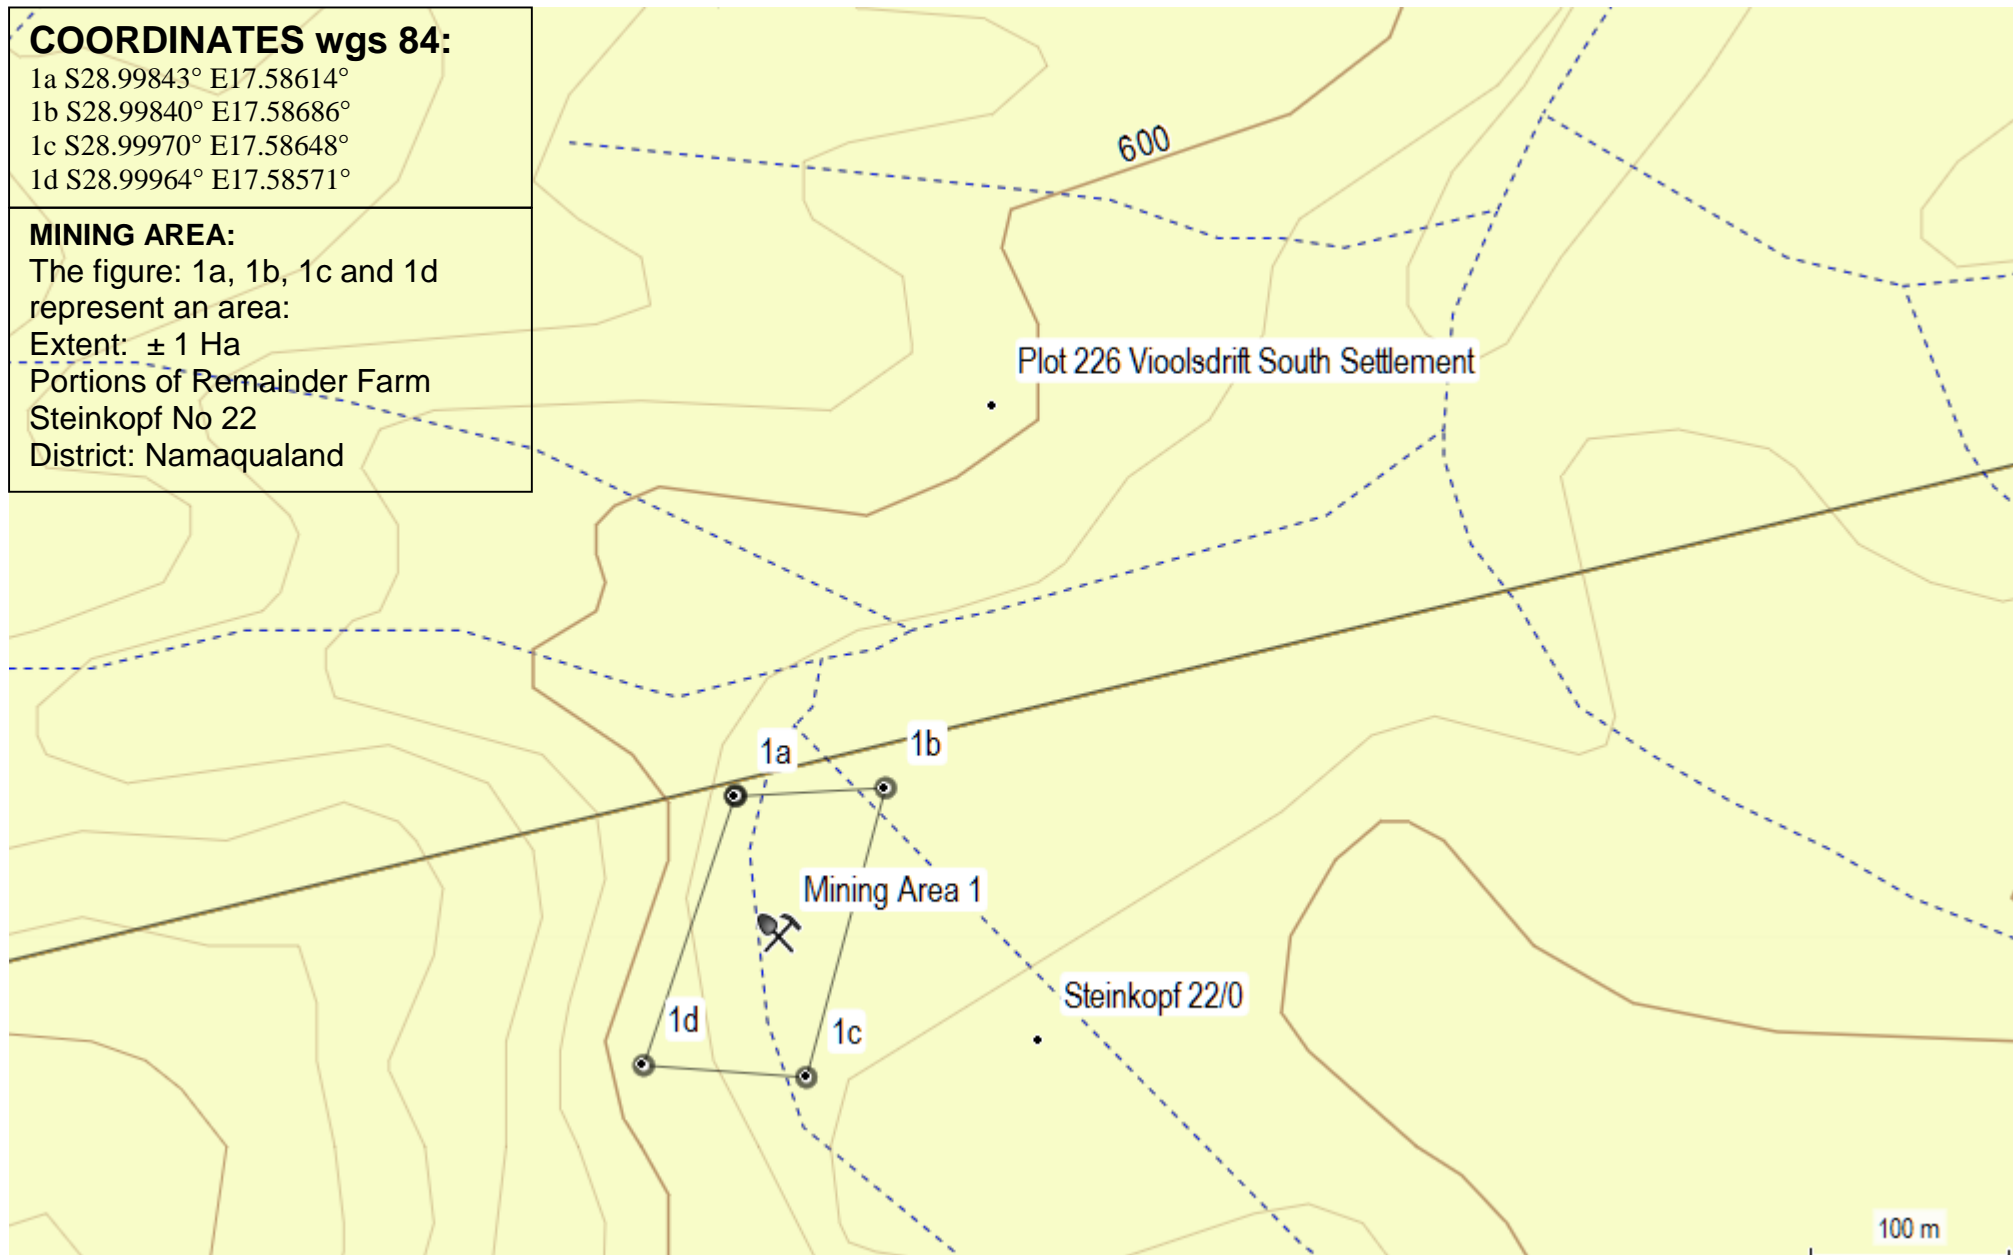 COORDINATES wgs 84:
1a S28.99843° E17.58614°
1b S28.99840° E17.58686°
1c S28.99970° E17.58648°
1d S28.99964° E17.58571°
MINING AREA:
The figure: 1a, 1b, 1c and 1d
represent an area:
Extent: ± 1 Ha
Portions of Remainder Farm
Steinkopf No 22
District: Namaqualand
600
Plot 226 Vioolsdrift South Settlement
1a
1b
Mining Area 1
Steinkopf 22/0
1d
1c
100 m